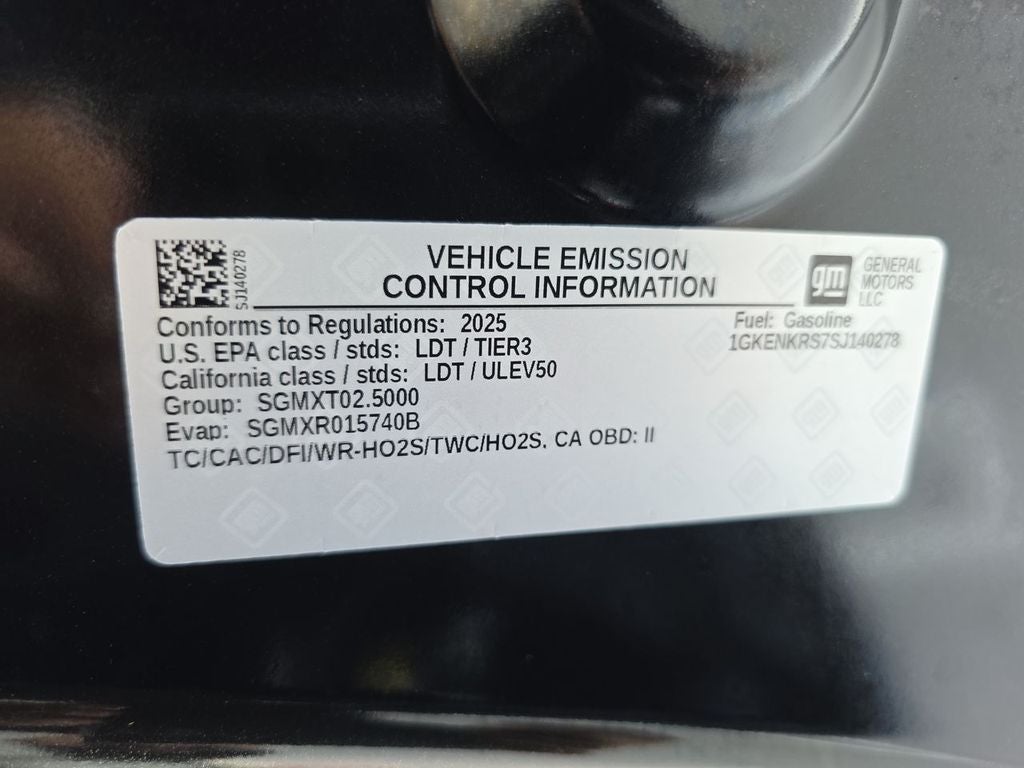 SJ140278
VEHICLE EMISSION
CONTROL INFORMATION
gm
GENERAL
MOTORS
LLC
Conforms to Regulations: 2025
Fuel: Gasoline
U.S. EPA class / stds: LDT / TIER3
1GKENKRS7SJ140278
California class / stds: LDT / ULEV50
Group: SGMXT02.5000
Evap: SGMXR015740B
TC/CAC/DFI/WR-HO2S/TWC/HO2S. CA OBD: II